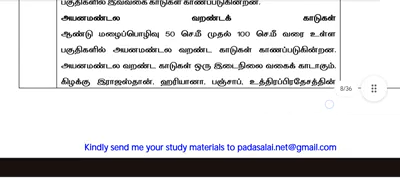 பகுதிகளில் இவ்வகை காடுகள் காணப்படுகின்றன.
அயனமண்டல வறண்டக் காடுகள்
ஆண்டு மழைப்பொழிவு 50 செ.மீ முதல் 100 செ.மீ வரை உள்ள
பகுதிகளில் அயனமண்டல வறண்ட காடுகள் காணப்படுகின்றன.
அயனமண்டல வறண்ட காடுகள் ஒரு இடைநிலை வகைக் காடாகும்.
கிழக்கு இராஜஸ்தான், ஹரியானா, பஞ்சாப், உத்திரப்பிரதேசத்தின்
8/36
Kindly send me your study materials to padasalai.net@gmail.com